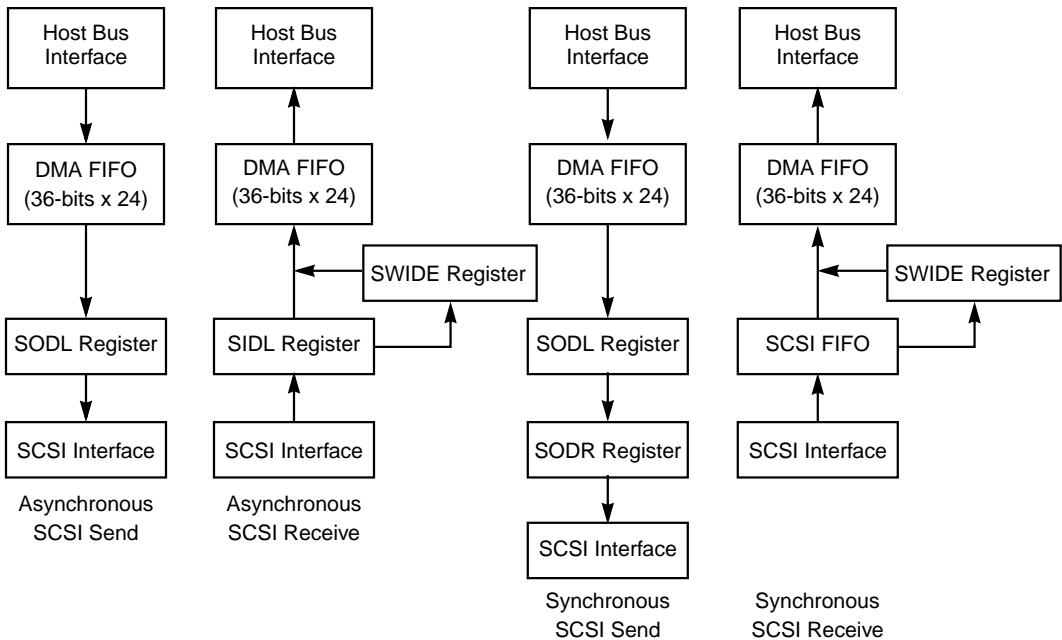 Host Bus
Interface
DMA FIFO
(36-bits x 24)
SODL Register
SCSI Interface
Asynchronous
SCSI Send
Host Bus
Interface
DMA FIFO
(36-bits x 24)
SWIDE Register
SIDL Register
SCSI Interface
Asynchronous
SCSI Receive
Host Bus
Interface
DMA FIFO
(36-bits x 24)
SODL Register
SODR Register
SCSI Interface
Synchronous
SCSI Send
Host Bus
Interface
DMA FIFO
(36-bits x 24)
SWIDE Register
SCSI FIFO
SCSI Interface
Synchronous
SCSI Receive